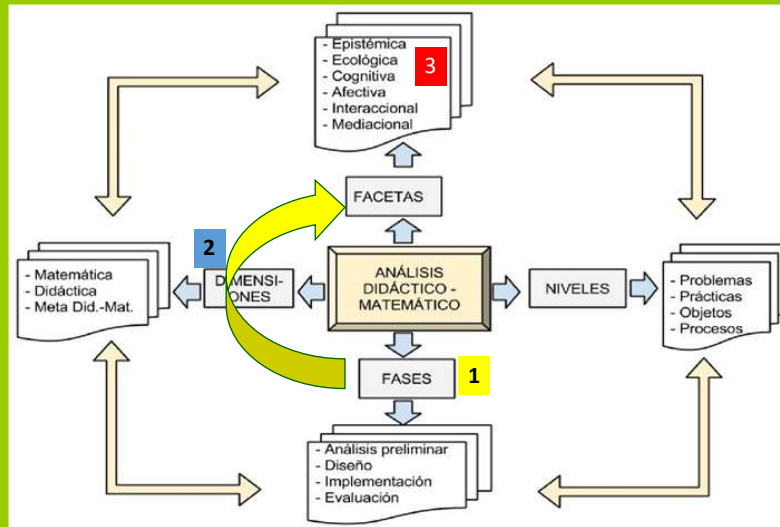 - Epistémica
- Ecológica
- Cognitiva
- Afectiva
- Interaccional
- Mediacional
3
FACETAS
2
- Matemática
- Didáctica
- Meta Did.-Mat.
DIMENSI-
ONES
ANÁLISIS
DIDÁCTICO -
MATEMÁTICO
NIVELES
- Problemas
- Prácticas
- Objetos
- Procesos
FASES
1
- Análisis preliminar
- Diseño
- Implementación
- Evaluación